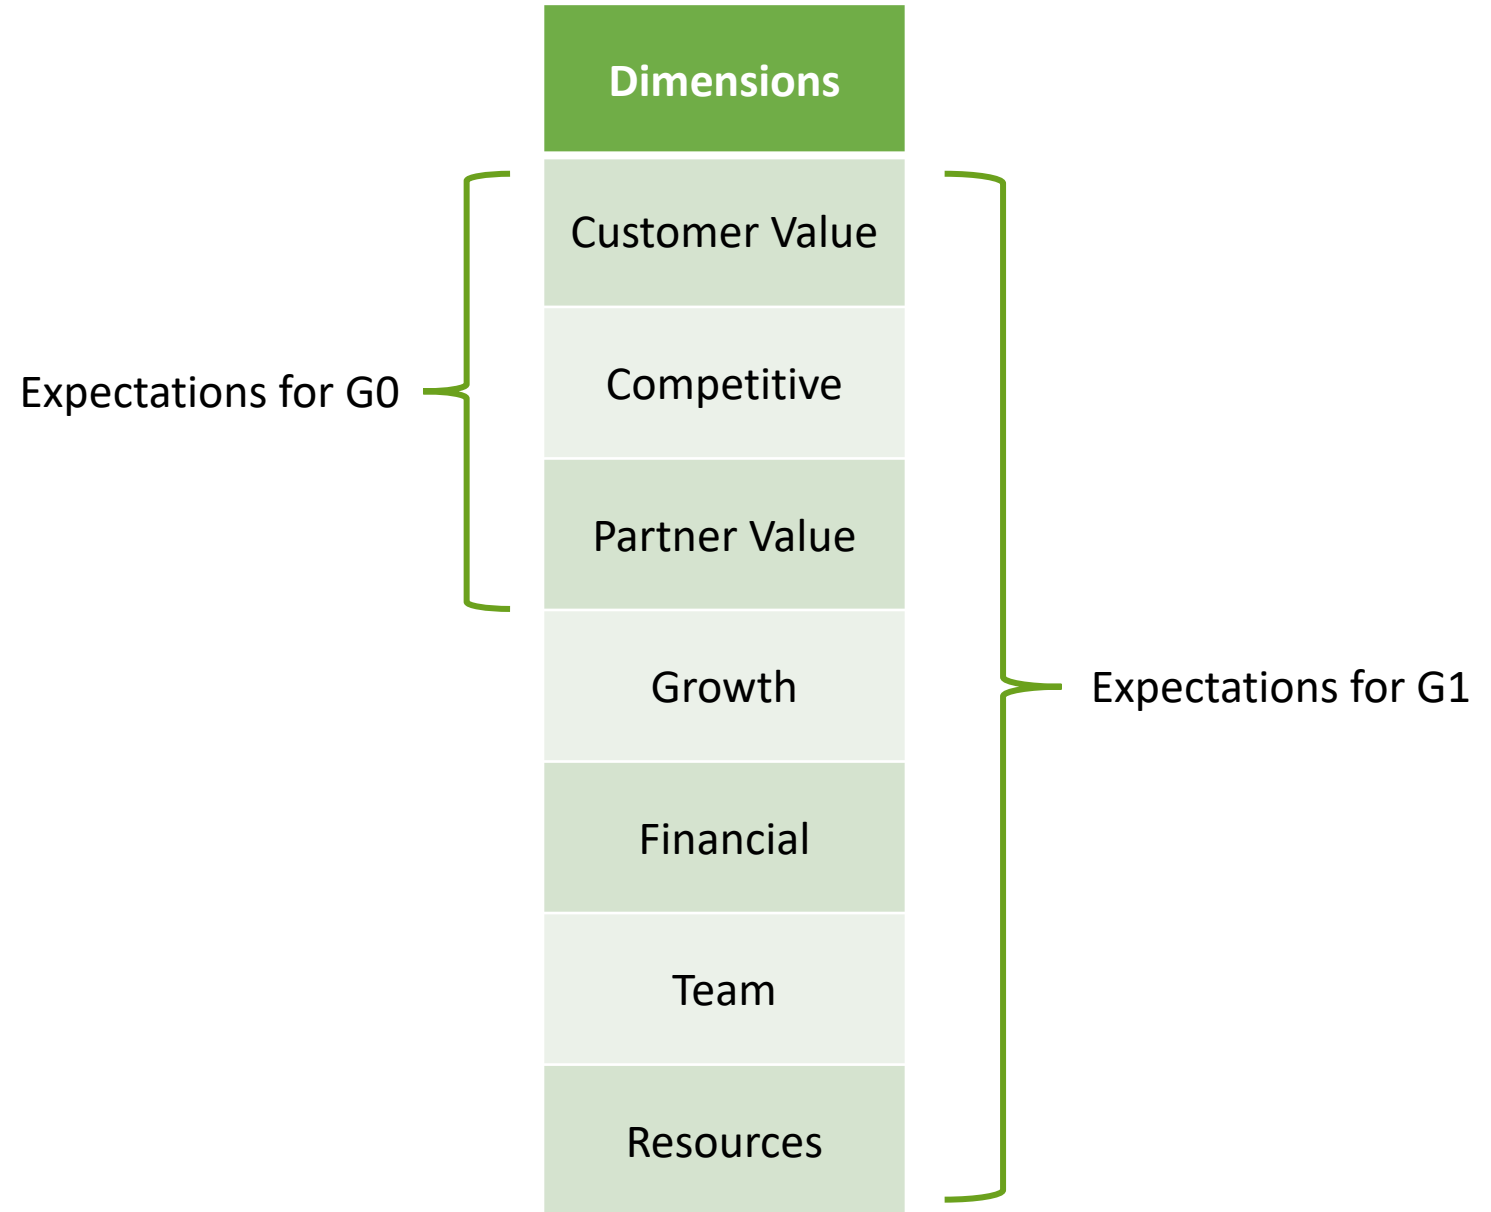 Dimensions
Customer Value
Competitive
Expectations for G0
Partner Value
Growth
Expectations for G1
Financial
Team
Resources